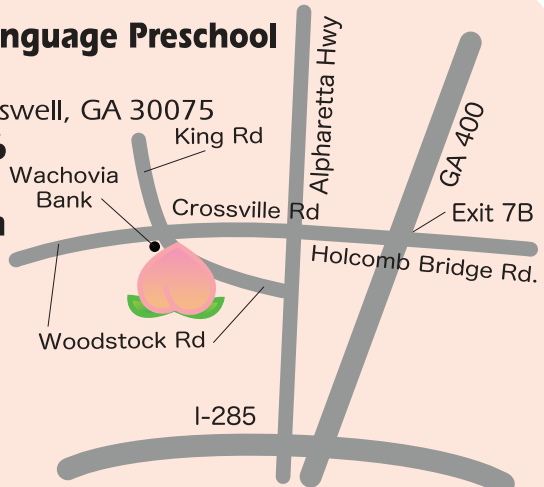 nguage Preschool
swell, GA 30075
King Rd
Wachovia
Bank
Crossville Rd
Alpharetta Hwy
GA 400
Exit 7B
Holcomb Bridge Rd.
Woodstock Rd
I-285